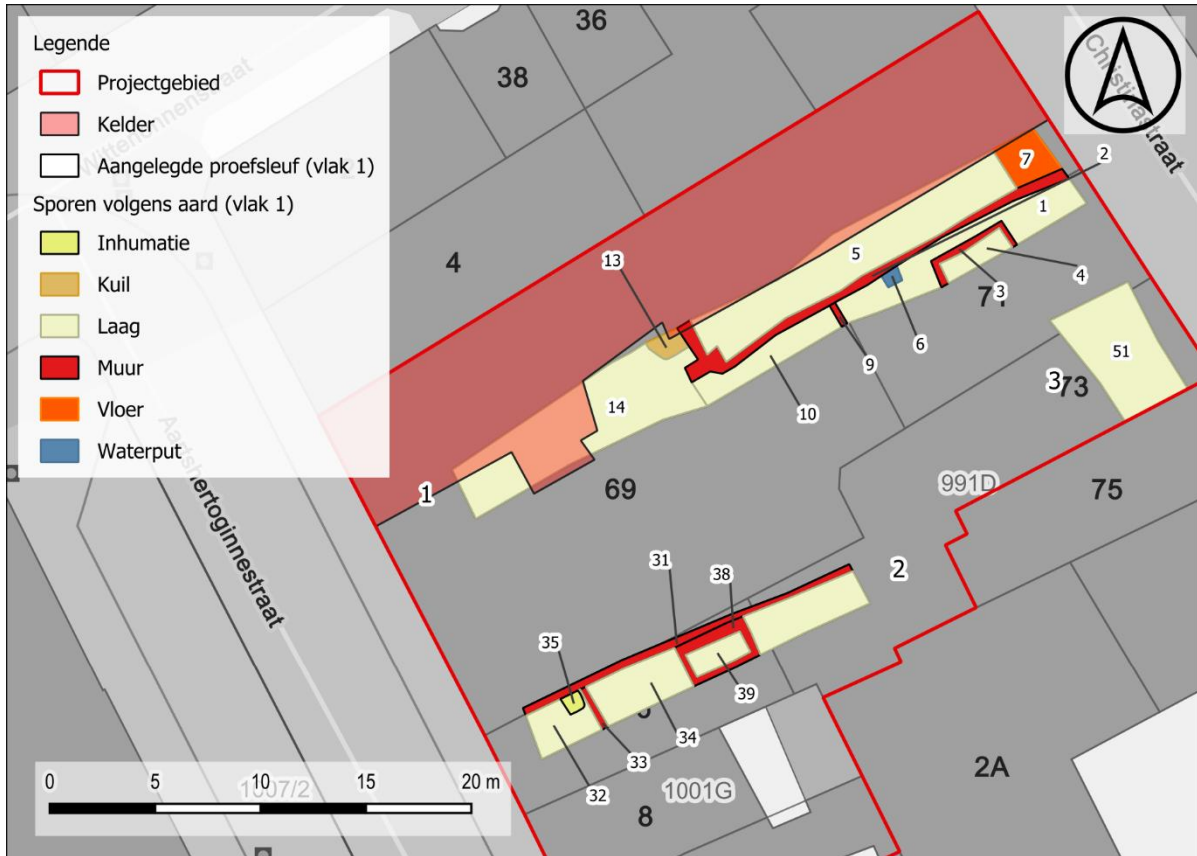 Legende
Projectgebied
Kelder
Aangelegde proefsleuf (vlak 1)
Sporen volgens aard (vlak 1)
Inhumatie
Kuil
Laag
Muur
Vloer
Waterput
36
38
4
Wittenonnenstraat
Christinastraat
Aartshertoginnestraat
7
2
1
13
5
3
4
71
6
9
10
14
51
3
73
1
69
991D
75
2
31
38
35
39
34
33
32
1001G
8
2A
1007/2
0 5 10 15 20 m